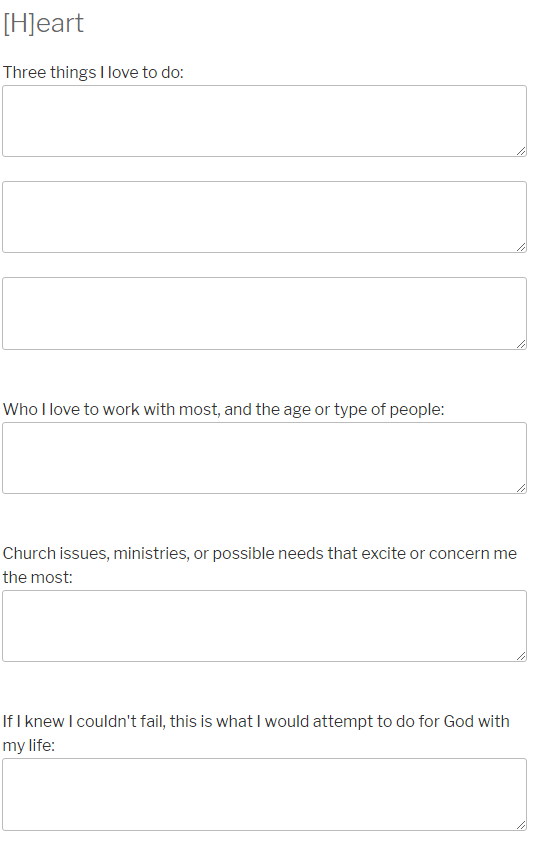 [H]eart
Three things I love to do:
Who I love to work with most, and the age or type of people:
Church issues, ministries, or possible needs that excite or concern me
the most:
If I knew I couldn't fail, this is what I would attempt to do for God with
my life: